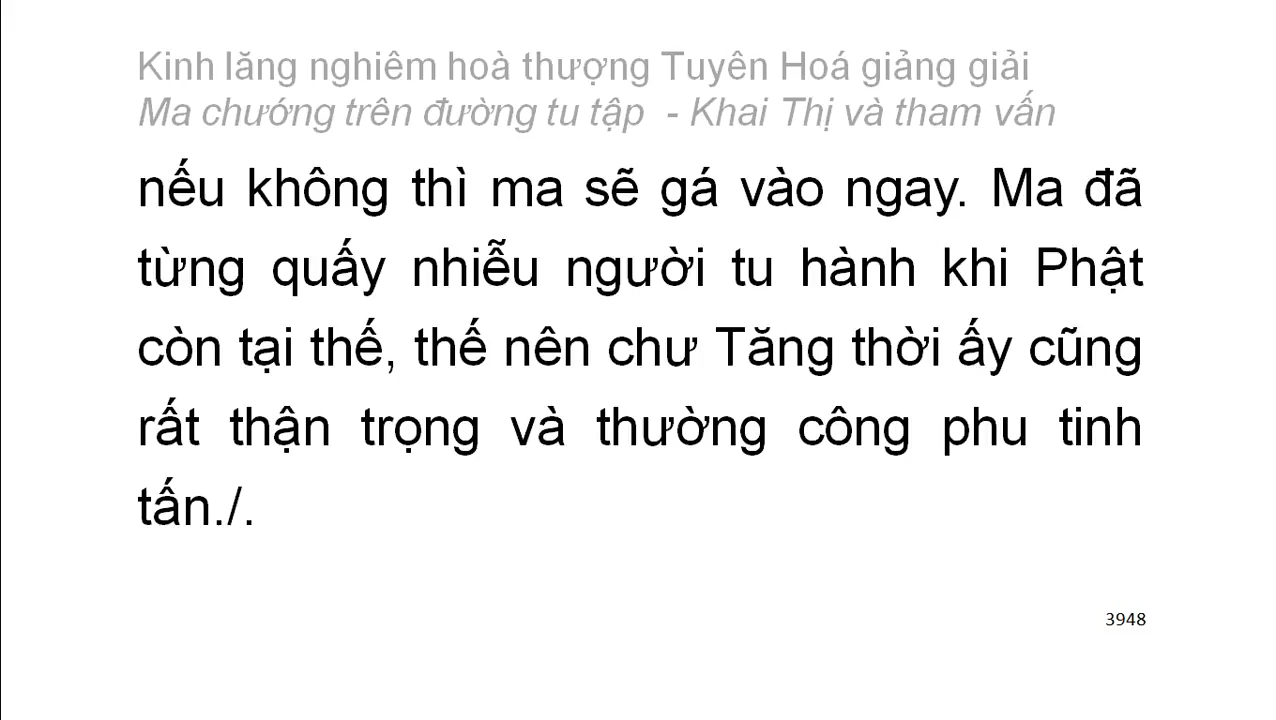 Kinh lăng nghiêm hoà thượng Tuyên Hoá giảng giải
Ma chướng trên đường tu tập - Khai Thị và tham vấn
nếu không thì ma sẽ gá vào ngay. Ma đã
từng quấy nhiễu người tu hành khi Phật
còn tại thế, thế nên chư Tăng thời ấy cũng
rất thận trọng và thường công phu tinh
tấn./.
3948